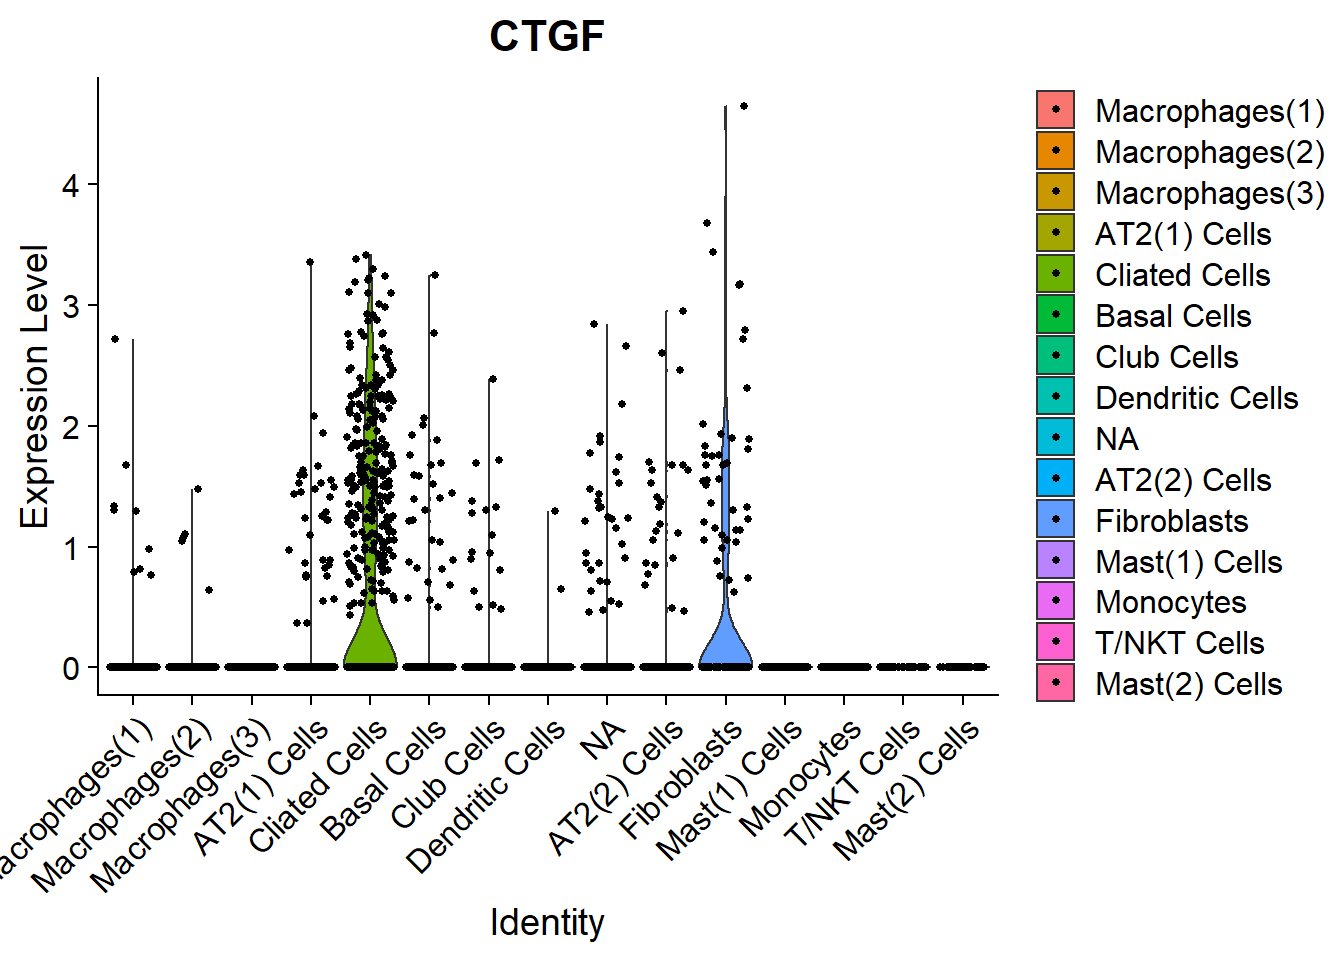 CTGF
Expression Level
4
3
2
1
0
acrophages(1)
Macrophages(2)
Macrophages(3)
AT2(1) Cells
Cliated Cells
Basal Cells
Club Cells
Dendritic Cells
NA
AT2(2) Cells
Fibroblasts
Mast(1) Cells
Monocytes
T/NKT Cells
Mast(2) Cells
Identity
Macrophages(1)
Macrophages(2)
Macrophages(3)
AT2(1) Cells
Cliated Cells
Basal Cells
Club Cells
Dendritic Cells
NA
AT2(2) Cells
Fibroblasts
Mast(1) Cells
Monocytes
T/NKT Cells
Mast(2) Cells